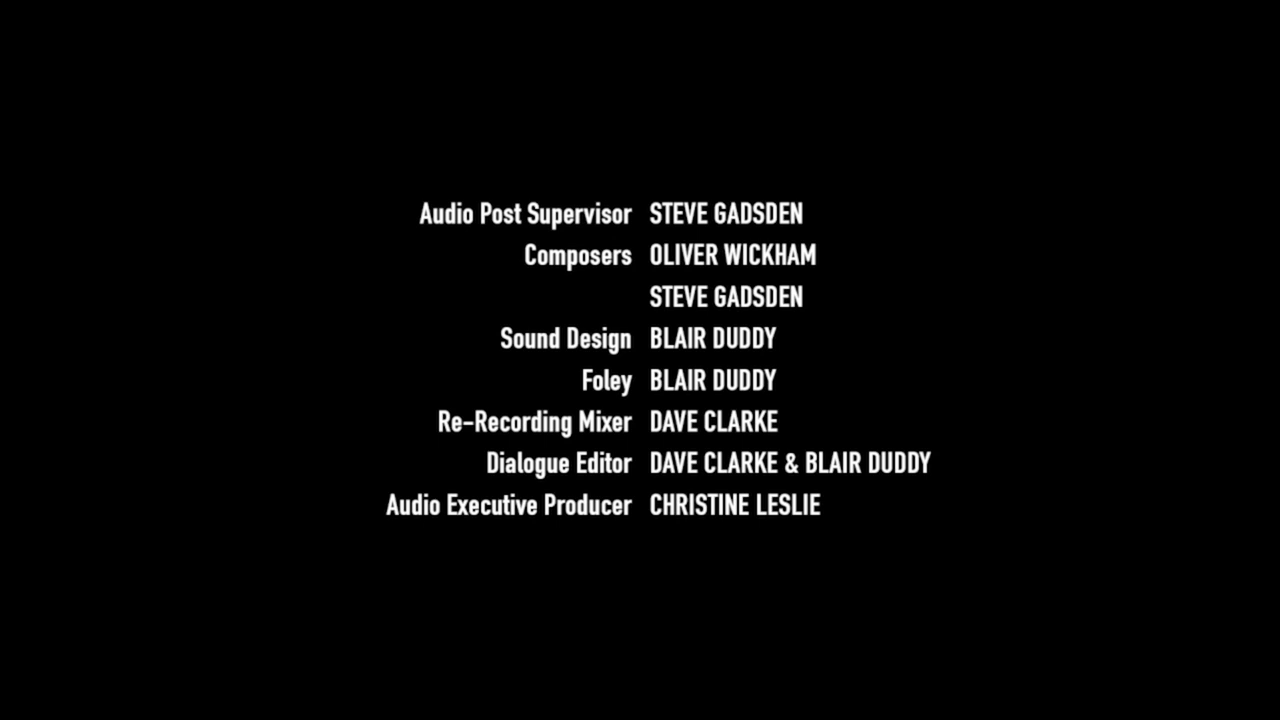 Audio Post Supervisor STEVE GADSDEN
Composers OLIVER WICKHAM
STEVE GADSDEN
Sound Design BLAIR DUDDY
Foley BLAIR DUDDY
Re-Recording Mixer DAVE CLARKE
Dialogue Editor DAVE CLARKE & BLAIR DUDDY
Audio Executive Producer CHRISTINE LESLIE